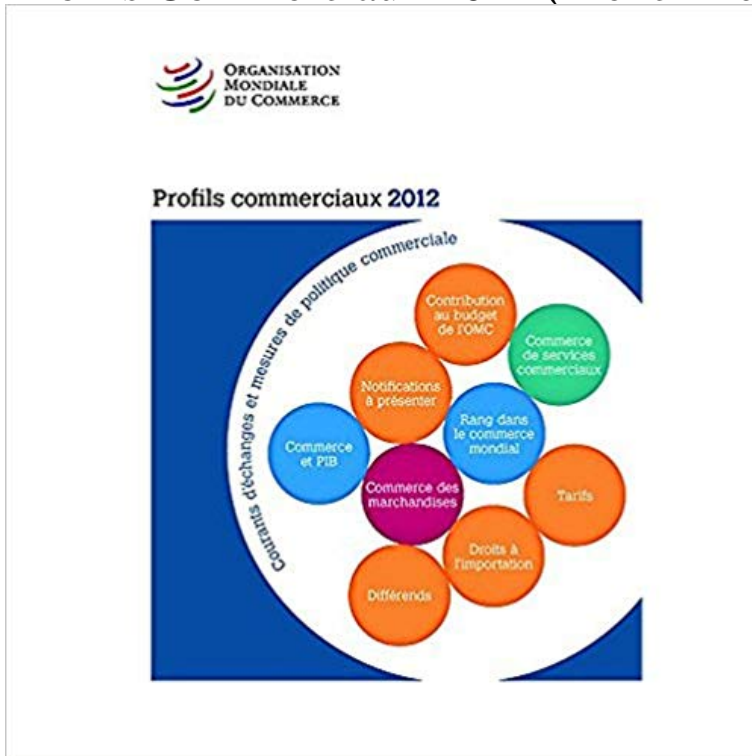 ORGANISATION
MONDIALE
DU COMMERCE
Profils commerciaux 2012
Courants d'échanges et mesures de politique commerciale
Contribution
au budget
de l'OMC
Commerce
de services
commerciaux
Notifications
à présenter
Rang dans
le commerce
mondial
Commerce
et PIB
Commerce des
marchandises
Tarifs
Droits à
l'importation
Différends